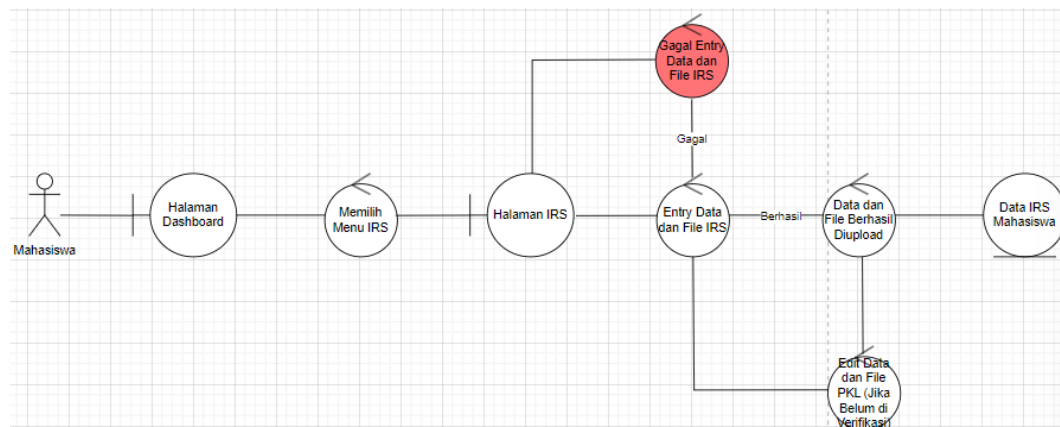 Gagal Entry
Data dan
File IRS
Gagal
Mahasiswa
Halaman
Dashboard
Memilih
Menu IRS
Halaman IRS
Entry Data
dan File IRS
Berhasil
Data dan
File Berhasil
Diupload
Data IRS
Mahasiswa
Edit Data
dan File
PKL (Jika
Belum di
Verifikasi)